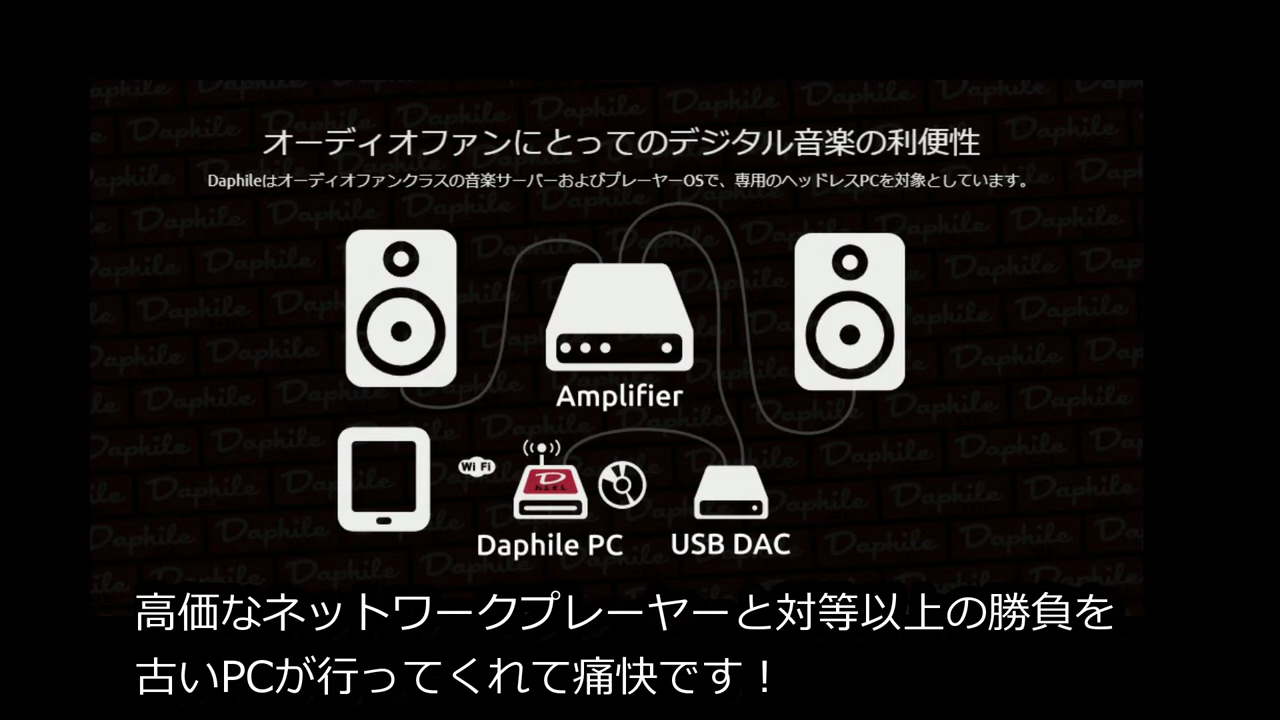 オーディオファンにとってのデジタル音楽の利便性
Daphileはオーディオファンクラスの音楽サーバーおよびプレーヤーOSで、専用のヘッドレスPCを対象としています。
Amplifier
Wi Fi
Daphile PC
USB DAC
高価なネットワークプレーヤーと対等以上の勝負を
古いPCが行ってくれて痛快です！